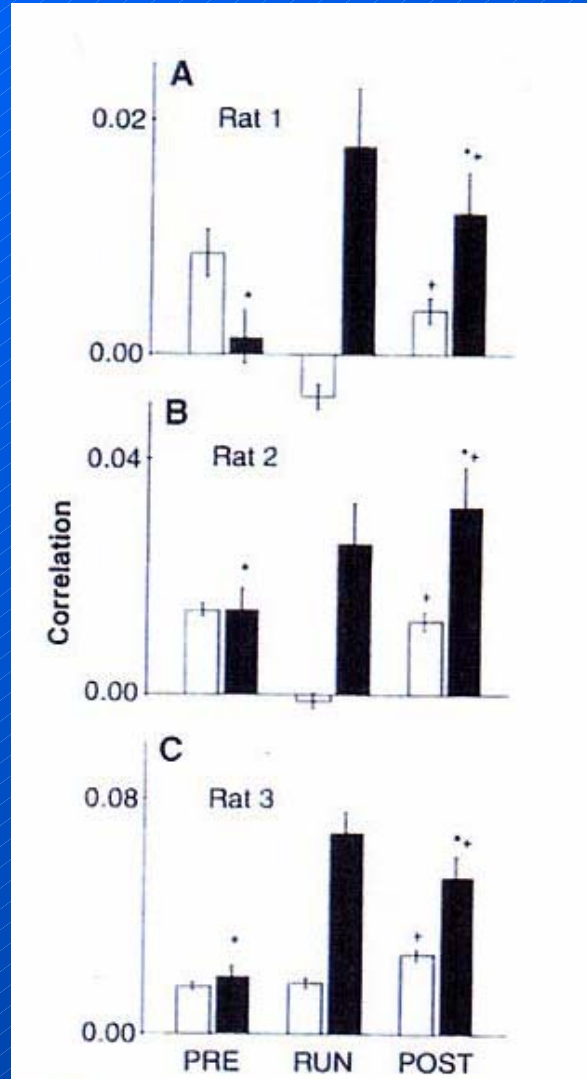 A
0.02
Rat 1
0.00
B
0.04
Rat 2
Correlation
0.00
C
0.08
Rat 3
0.00
PRE RUN POST